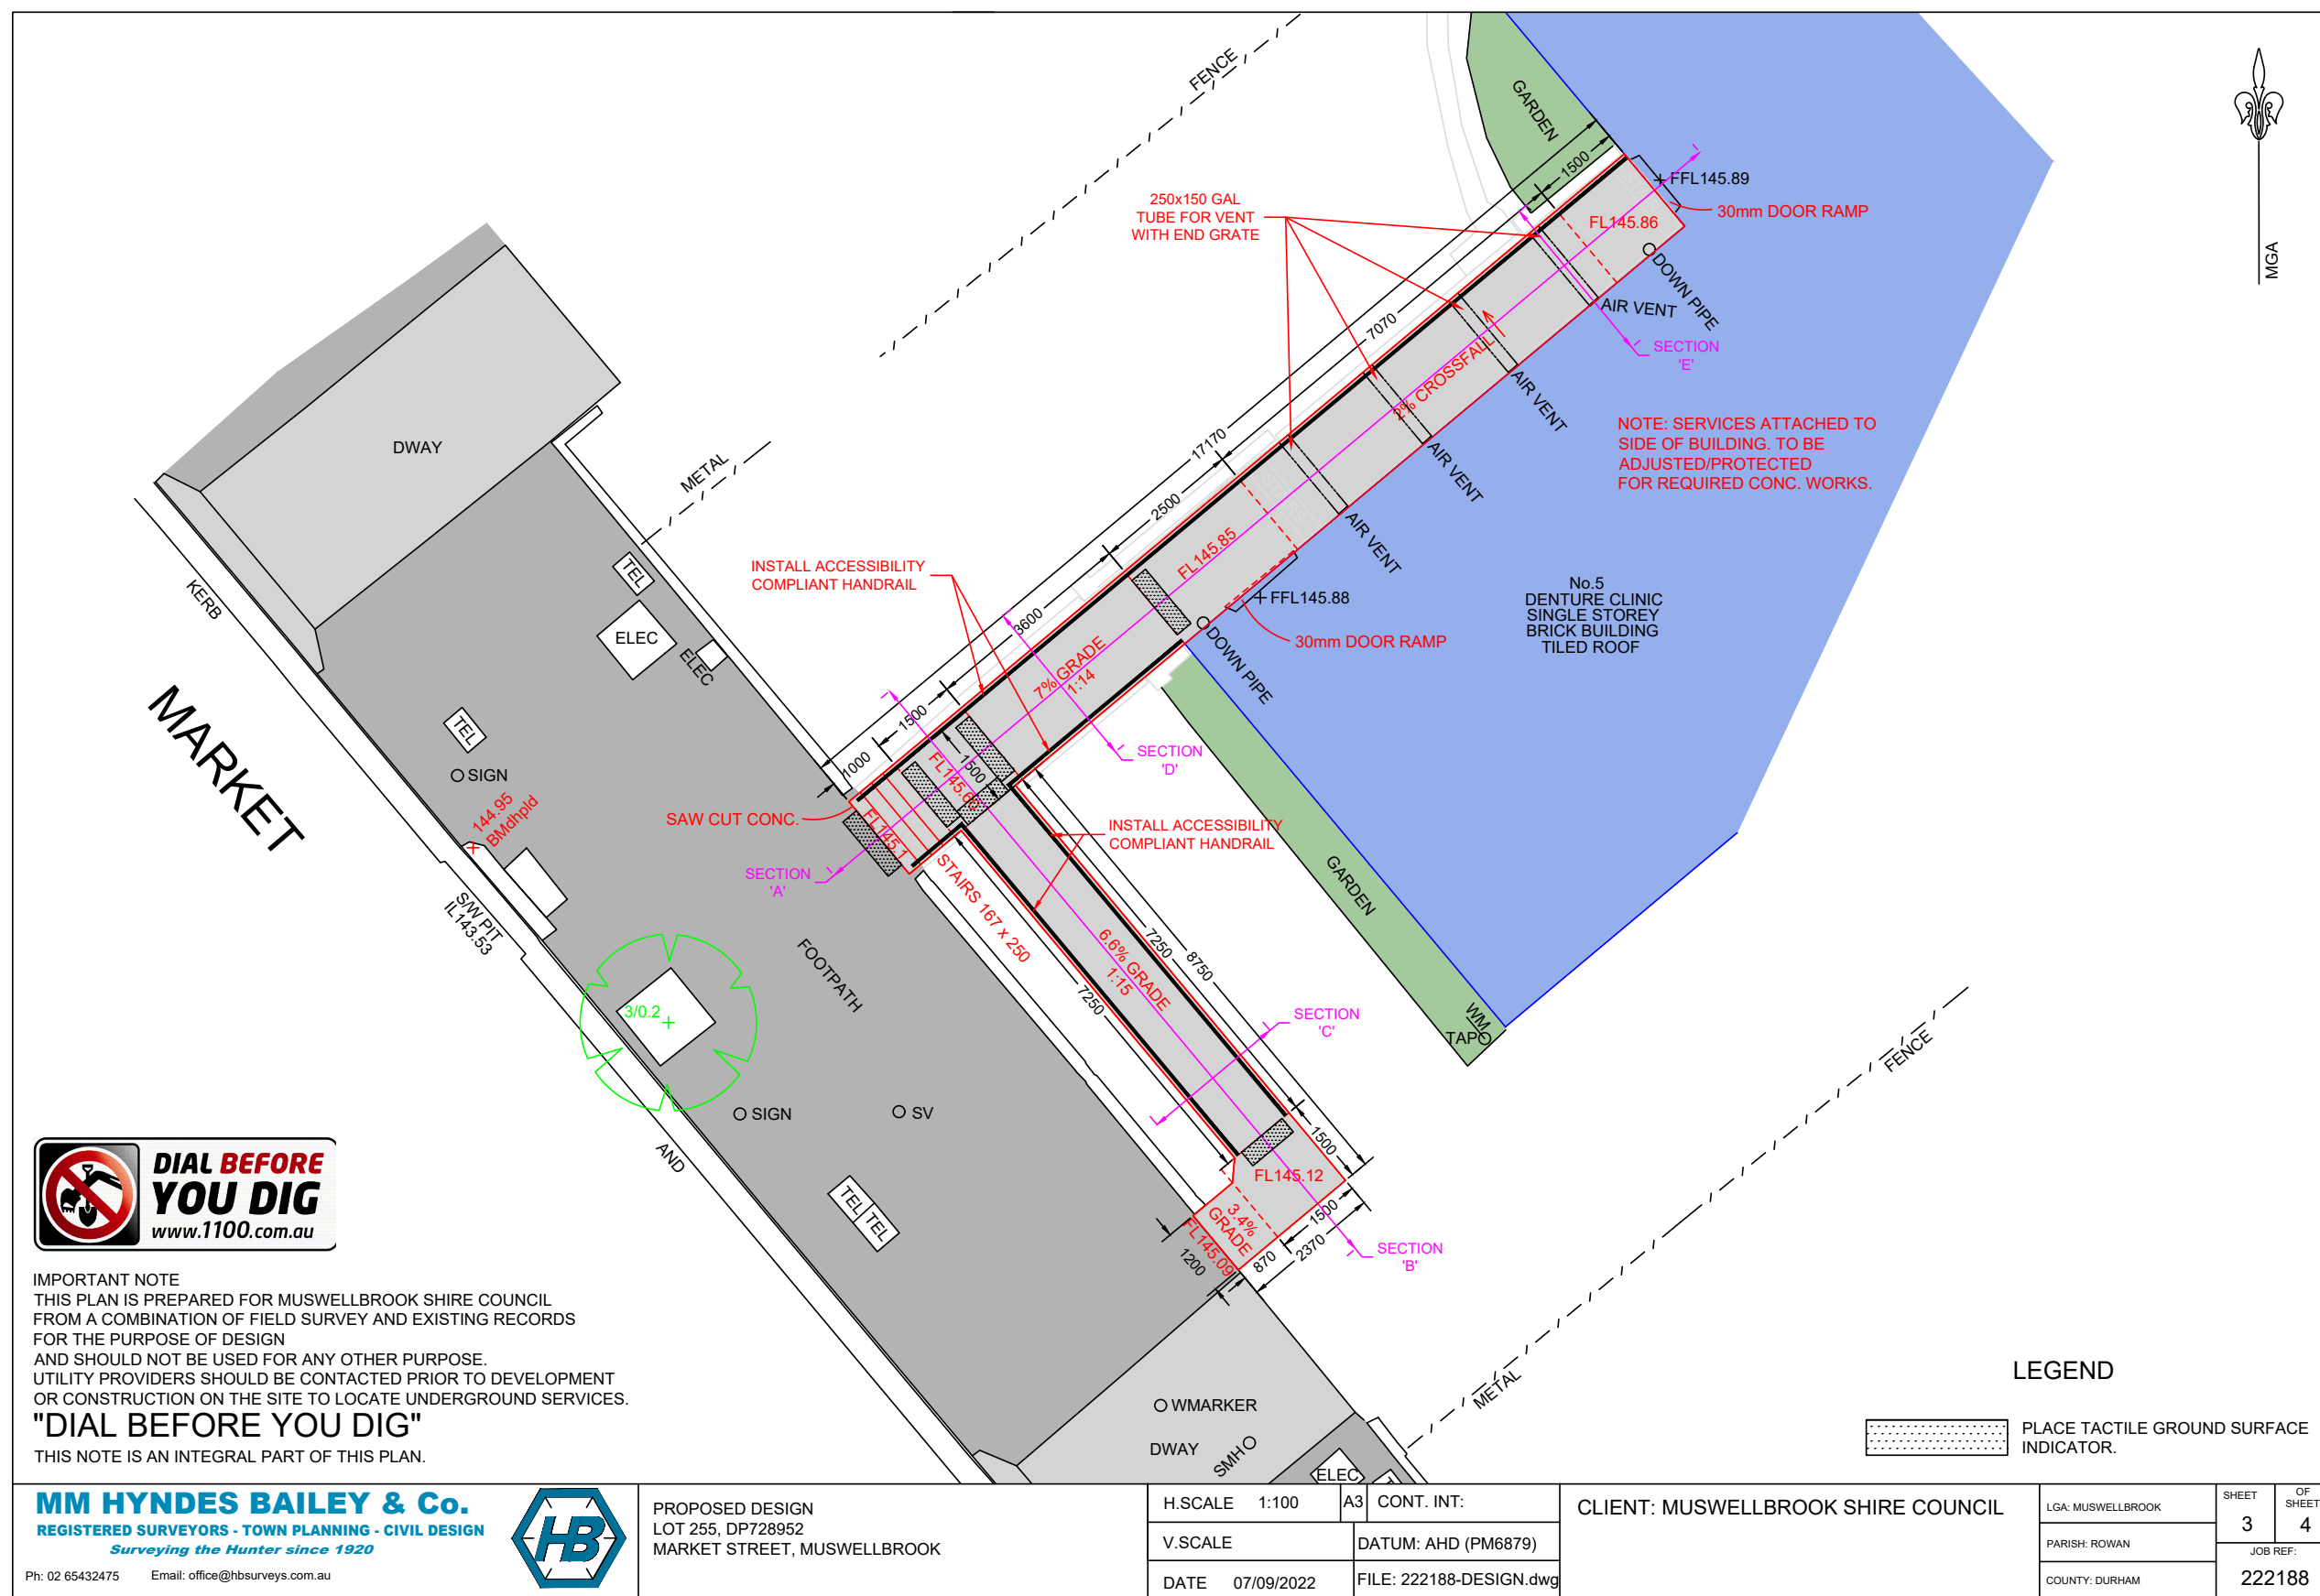 FENCE
GARDEN
1500
FFL145.89
30mm DOOR RAMP
FL145.86
250x150 GAL
TUBE FOR VENT
WITH END GRATE
DOWN PIPE
AIR VENT
SECTION
'E'
MGA
7070
2% CROSSFALL
AIR VENT
NOTE: SERVICES ATTACHED TO
SIDE OF BUILDING. TO BE
ADJUSTED/PROTECTED
FOR REQUIRED CONC. WORKS.
DWAY
METAL
17170
2500
STAIRS
AIR VENT
AIR VENT
FL145.85
INSTALL ACCESSIBILITY
COMPLIANT HANDRAIL
TEL
KERB
ELEC
ELEC
3600
FFL145.88
30mm DOOR RAMP
No.5
DENTURE CLINIC
SINGLE STOREY
BRICK BUILDING
TILED ROOF
7% GRADE
1:14
DOWN PIPE
MARKET
TEL
SIGN
1500
1000
SECTION
'D'
1500
144.95
BMdhpld
SAW CUT CONC.
FL145.1
INSTALL ACCESSIBILITY
COMPLIANT HANDRAIL
SECTION
'A'
STAIRS 167 x 250
GARDEN
S/W PIT
IL143.53
FOOTPATH
6.6% GRADE
1:15
7250
8750
7250
3/0.2
SECTION
'C'
WM
TAP
FENCE
SIGN
SV
AND
1500
FL145.12
TEL
TEL
3.4%
GRADE
FL145.09
1500
2370
870
1200
SECTION
'B'
DIAL BEFORE
YOU DIG
www.1100.com.au
IMPORTANT NOTE
THIS PLAN IS PREPARED FOR MUSWELLBROOK SHIRE COUNCIL
FROM A COMBINATION OF FIELD SURVEY AND EXISTING RECORDS
FOR THE PURPOSE OF DESIGN
AND SHOULD NOT BE USED FOR ANY OTHER PURPOSE.
UTILITY PROVIDERS SHOULD BE CONTACTED PRIOR TO DEVELOPMENT
OR CONSTRUCTION ON THE SITE TO LOCATE UNDERGROUND SERVICES.
"DIAL BEFORE YOU DIG"
THIS NOTE IS AN INTEGRAL PART OF THIS PLAN.
WMARKER
DWAY
SMH
ELEC
METAL
LEGEND
PLACE TACTILE GROUND SURFACE
INDICATOR.
MM HYNDES BAILEY & Co.
REGISTERED SURVEYORS - TOWN PLANNING - CIVIL DESIGN
Surveying the Hunter since 1920
Ph: 02 65432475 Email: office@hbsurveys.com.au
HB
PROPOSED DESIGN
LOT 255, DP728952
MARKET STREET, MUSWELLBROOK
H.SCALE 1:100 A3 CONT. INT:
V.SCALE DATUM: AHD (PM6879)
DATE 07/09/2022 FILE: 222188-DESIGN.dwg
CLIENT: MUSWELLBROOK SHIRE COUNCIL
LGA: MUSWELLBROOK
PARISH: ROWAN
COUNTY: DURHAM
SHEET
3
OF
SHEET
4
JOB REF:
222188